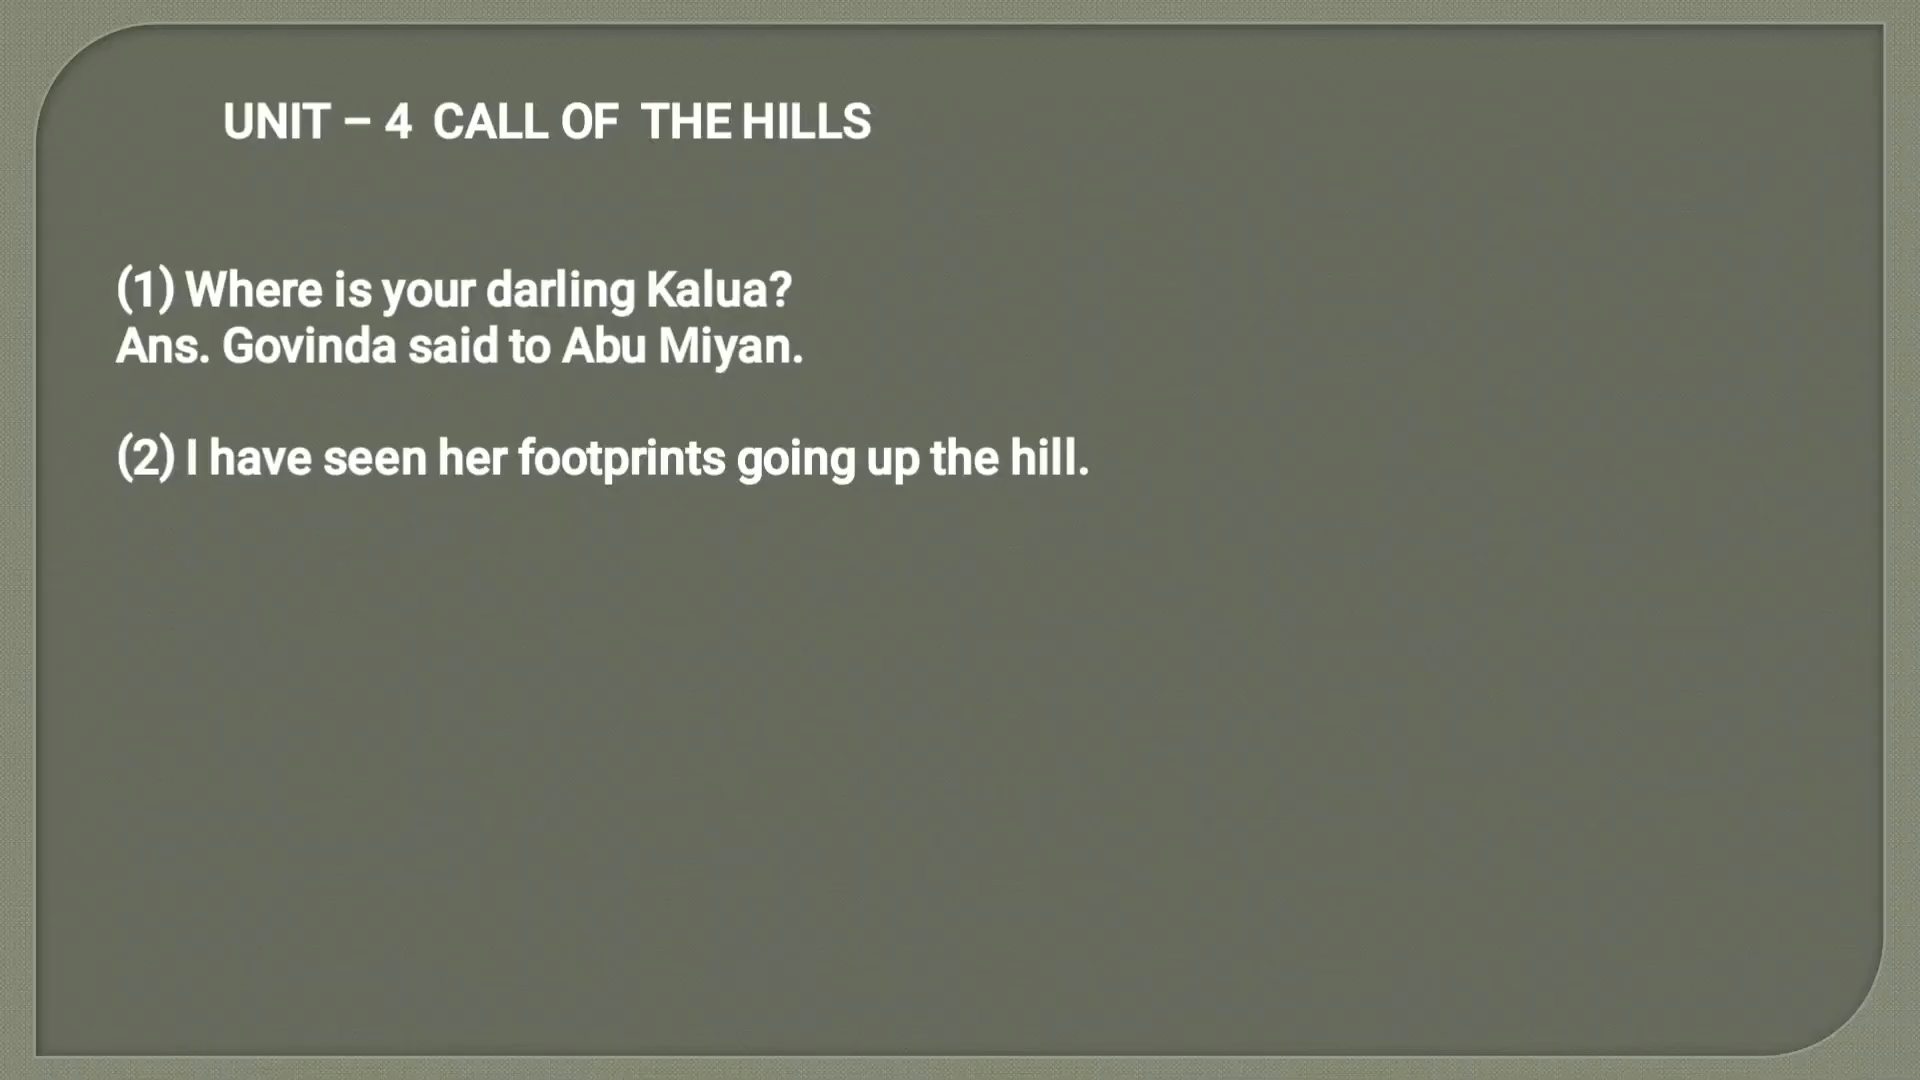 UNIT – 4 CALL OF THE HILLS
(1) Where is your darling Kalua?
Ans. Govinda said to Abu Miyan.
(2) I have seen her footprints going up the hill.